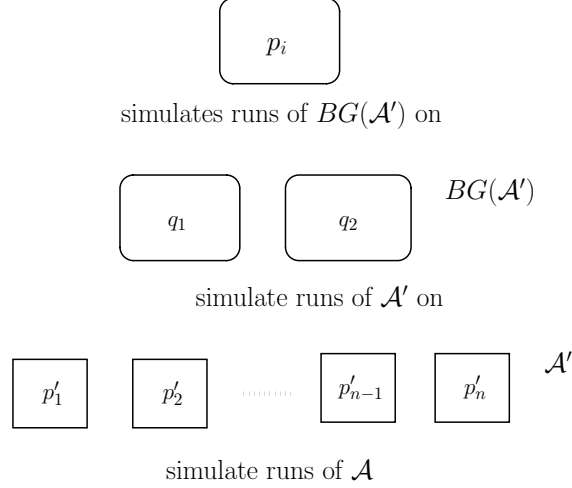 p_i
simulates runs of BG(𝒜′) on
q_1 q_2 BG(𝒜′)
simulate runs of 𝒜′ on
p′_1 p′_2 ........... p′_{n−1} p′_n 𝒜′
simulate runs of 𝒜